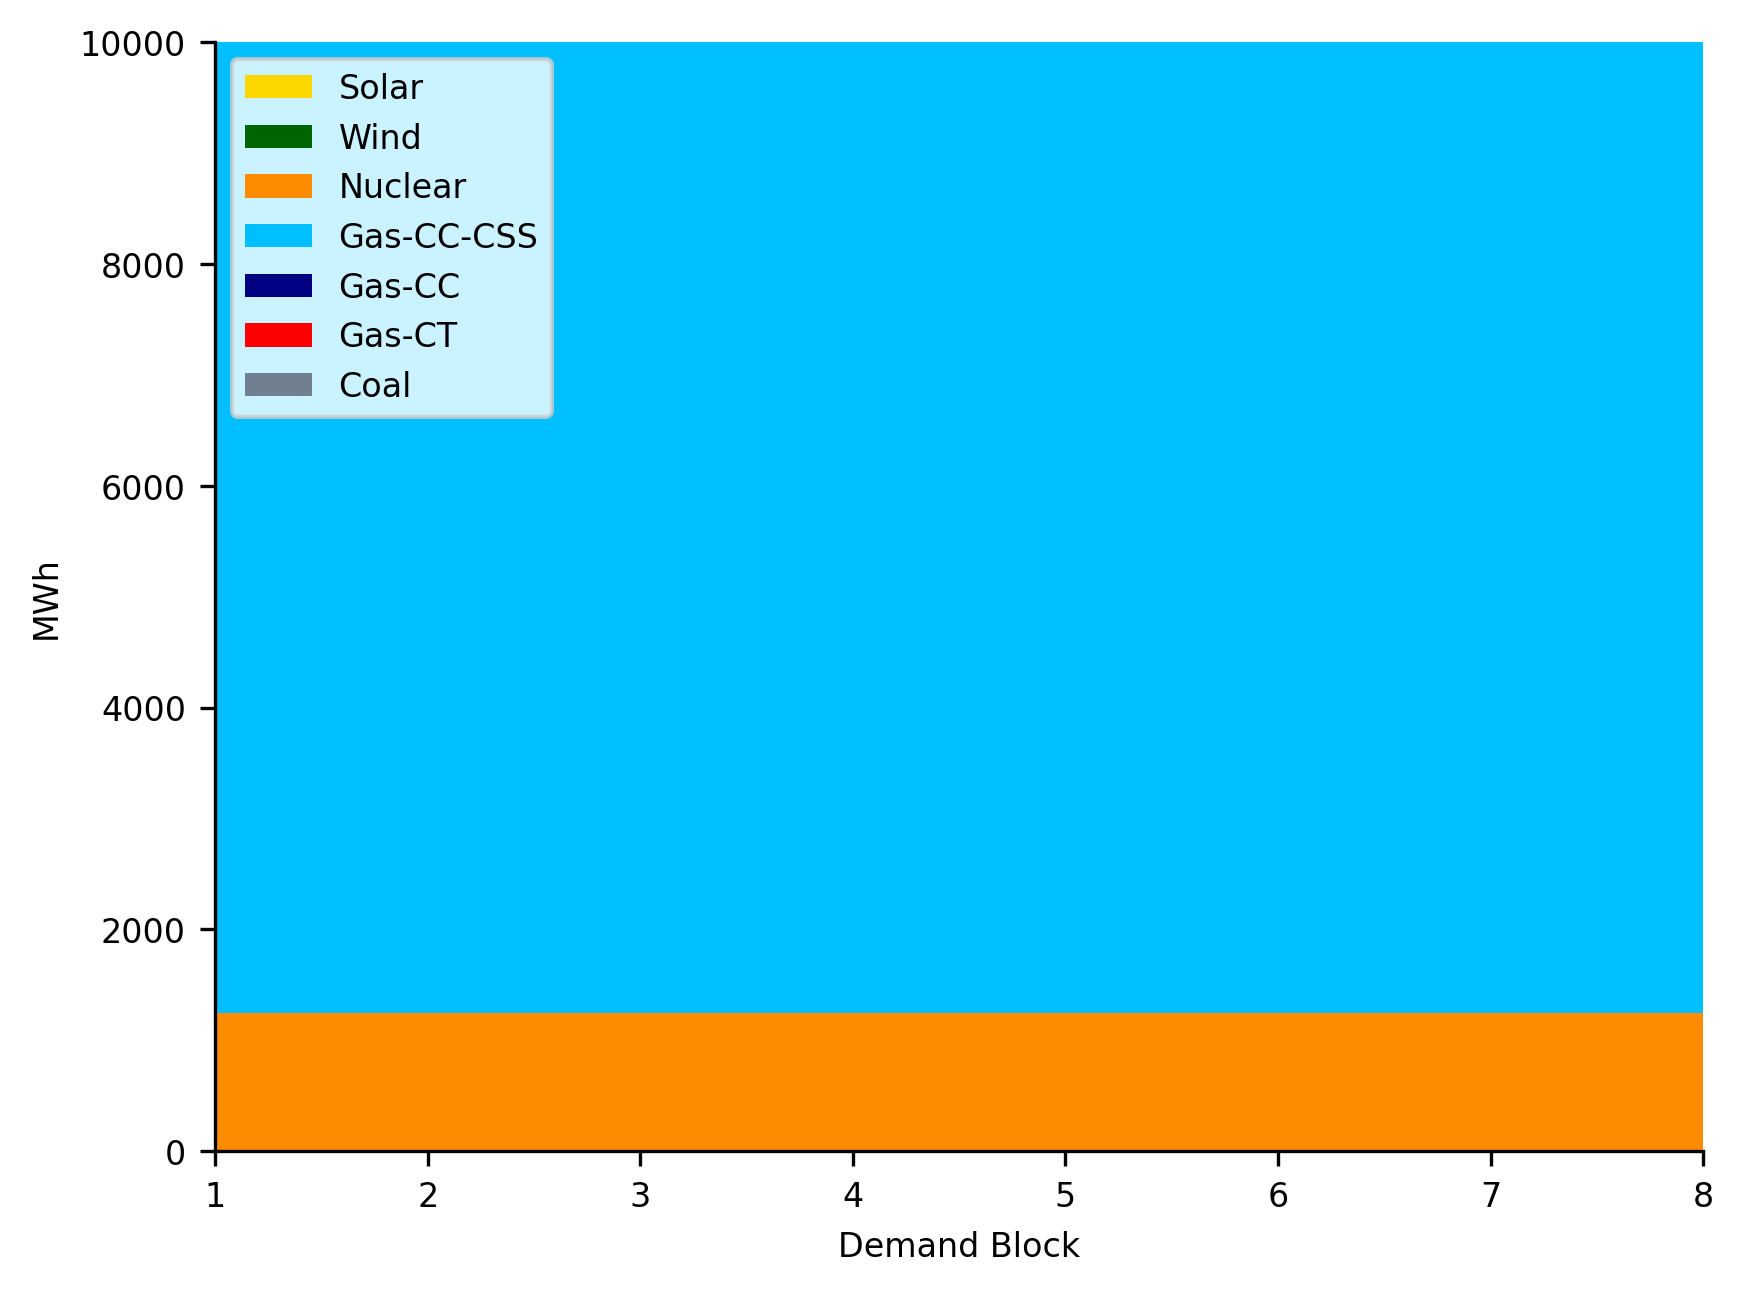 10000
8000
6000
4000
2000
0
MWh
Solar
Wind
Nuclear
Gas-CC-CSS
Gas-CC
Gas-CT
Coal
1 2 3 4 5 6 7 8
Demand Block